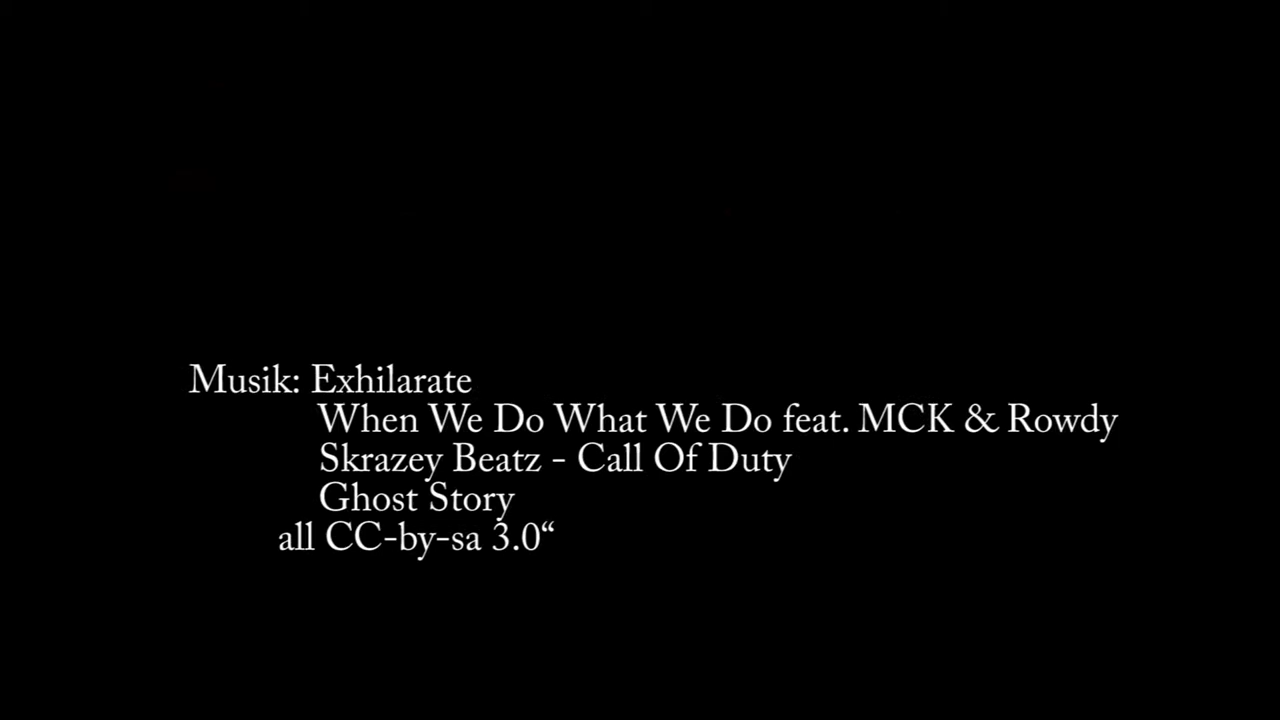 Musik: Exhilarate
When We Do What We Do feat. MCK & Rowdy
Skrazey Beatz - Call Of Duty
Ghost Story
all CC-by-sa 3.0“